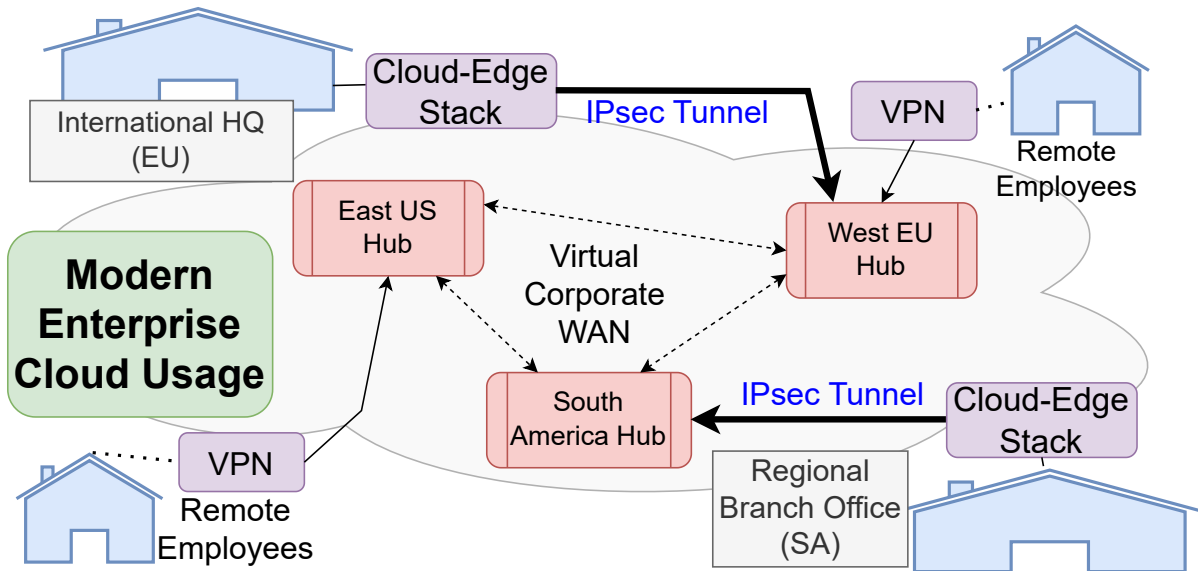 Cloud-Edge
Stack
International HQ
(EU)
IPsec Tunnel
VPN
Remote
Employees
East US
Hub
West EU
Hub
Modern
Enterprise
Cloud Usage
Virtual
Corporate
WAN
South
America Hub
IPsec Tunnel
Cloud-Edge
Stack
VPN
Remote
Employees
Regional
Branch Office
(SA)